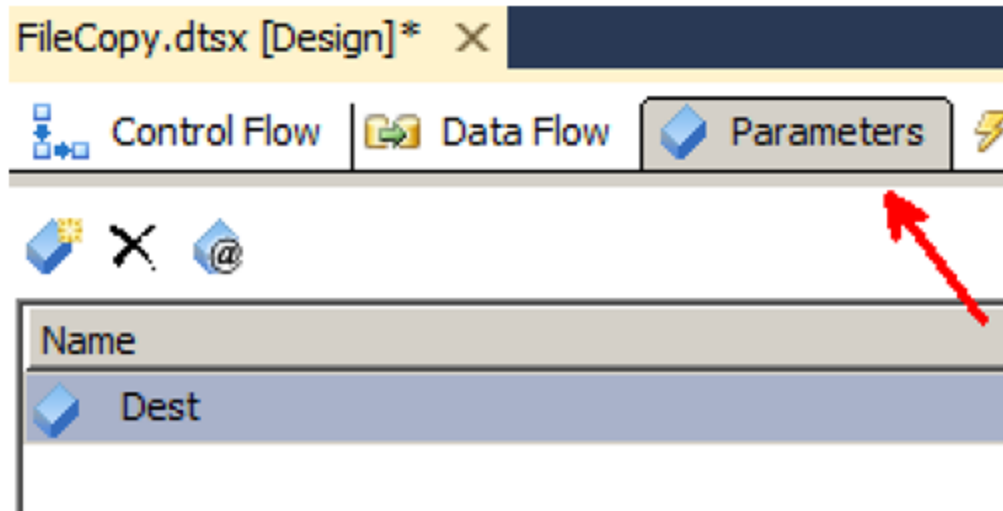 FileCopy.dtsx [Design]*
Control Flow Data Flow Parameters
@
Name
Dest